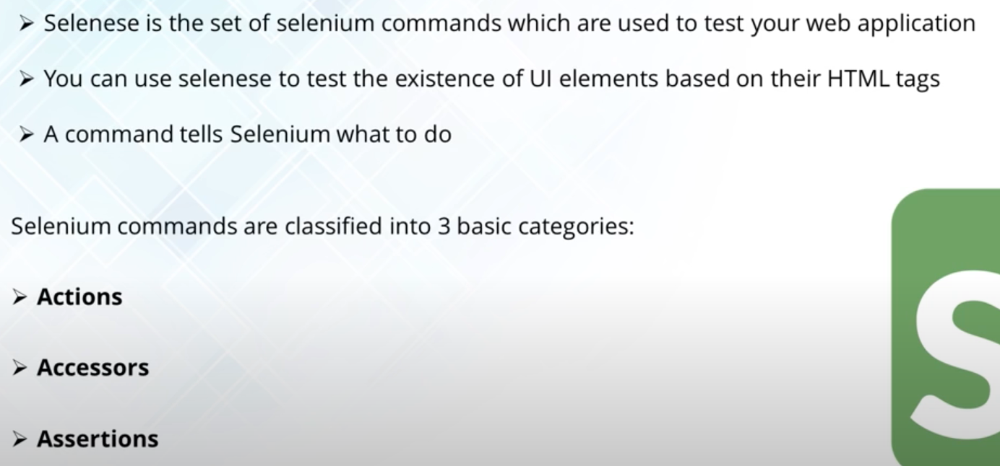 ➤ Selenese is the set of selenium commands which are used to test your web application
➤ You can use selenese to test the existence of UI elements based on their HTML tags
➤ A command tells Selenium what to do
Selenium commands are classified into 3 basic categories:
➤ Actions
➤ Accessors
➤ Assertions
S